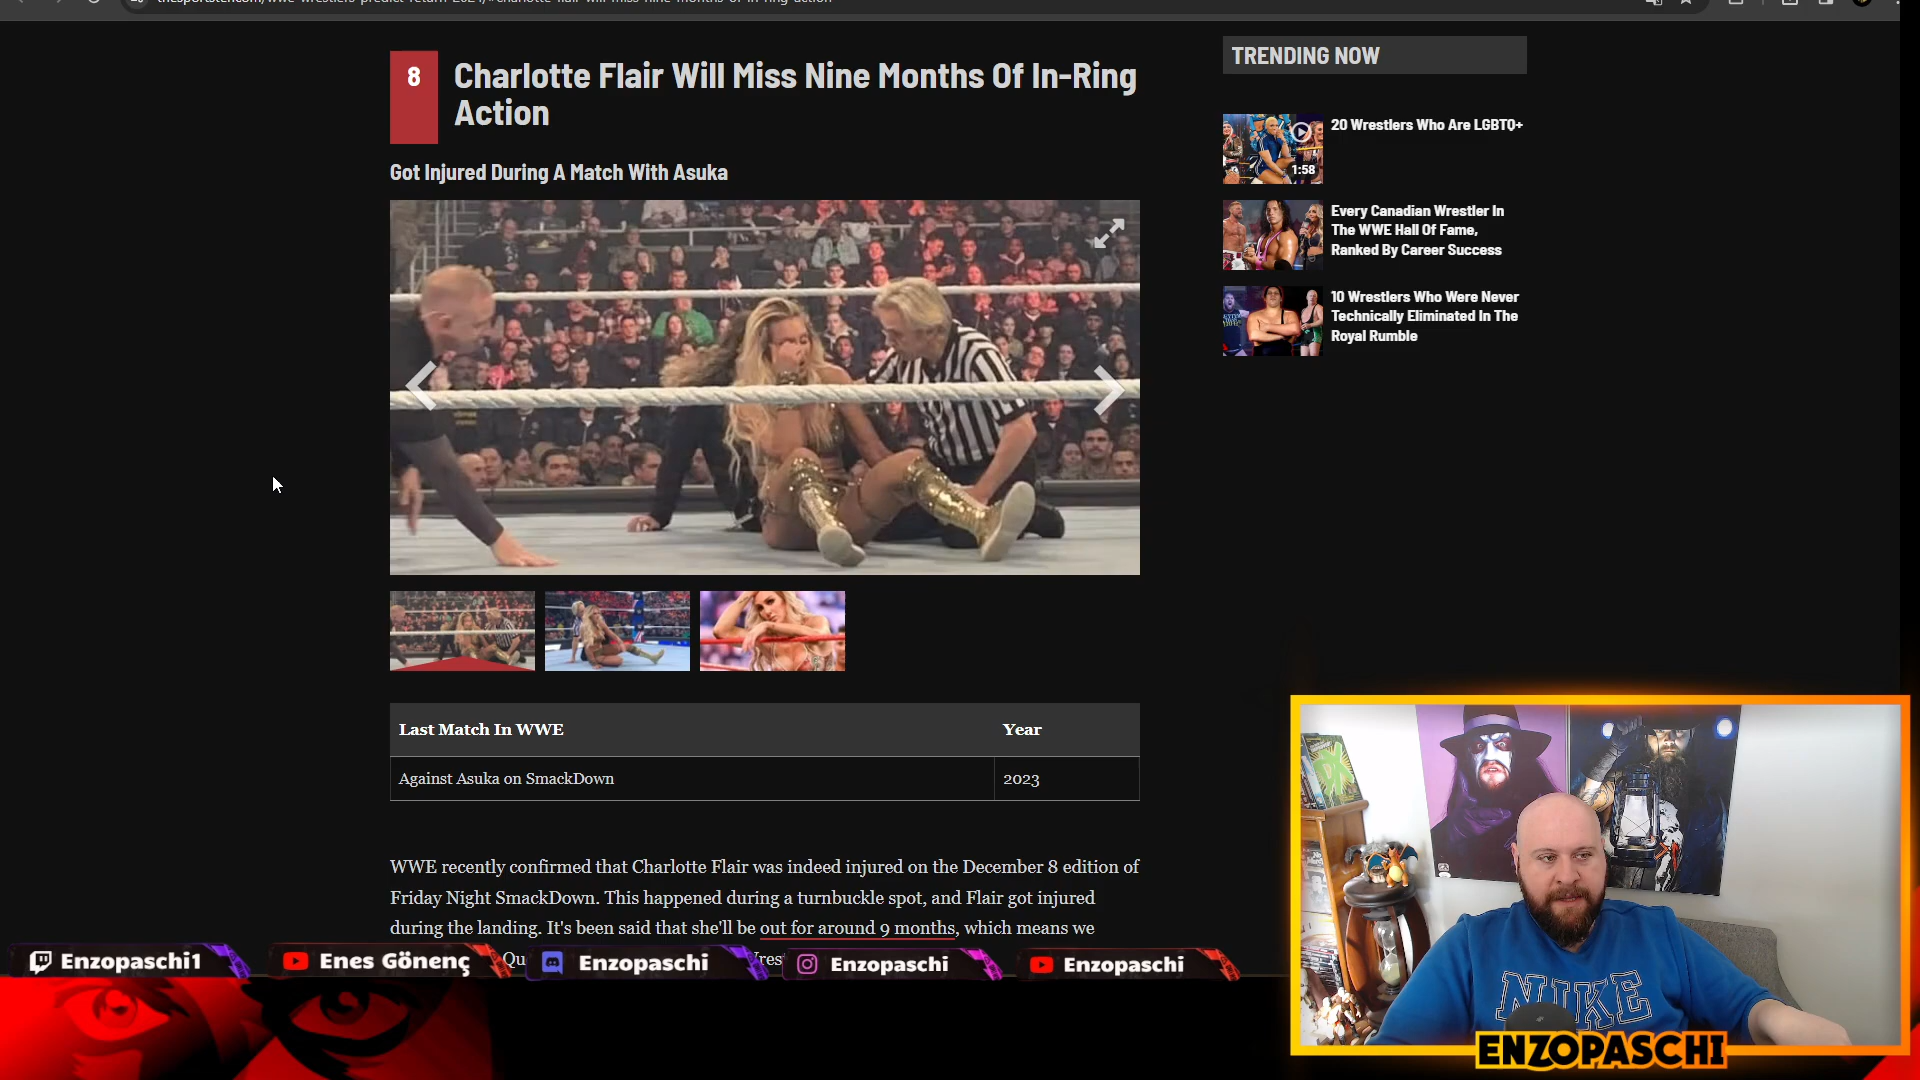 8
Charlotte Flair Will Miss Nine Months Of In-Ring
Action
Got Injured During A Match With Asuka
Last Match In WWE Year
Against Asuka on SmackDown 2023
WWE recently confirmed that Charlotte Flair was indeed injured on the December 8 edition of
Friday Night SmackDown. This happened during a turnbuckle spot, and Flair got injured
during the landing. It's been said that she'll be out for around 9 months, which means we
TRENDING NOW
20 Wrestlers Who Are LGBTQ+
1:58
Every Canadian Wrestler In
The WWE Hall Of Fame,
Ranked By Career Success
10 Wrestlers Who Were Never
Technically Eliminated In The
Royal Rumble
Enzopaschi1
Enes Gönenç
Enzopaschi
Enzopaschi
Enzopaschi
NIKE
ENZOPASCHI